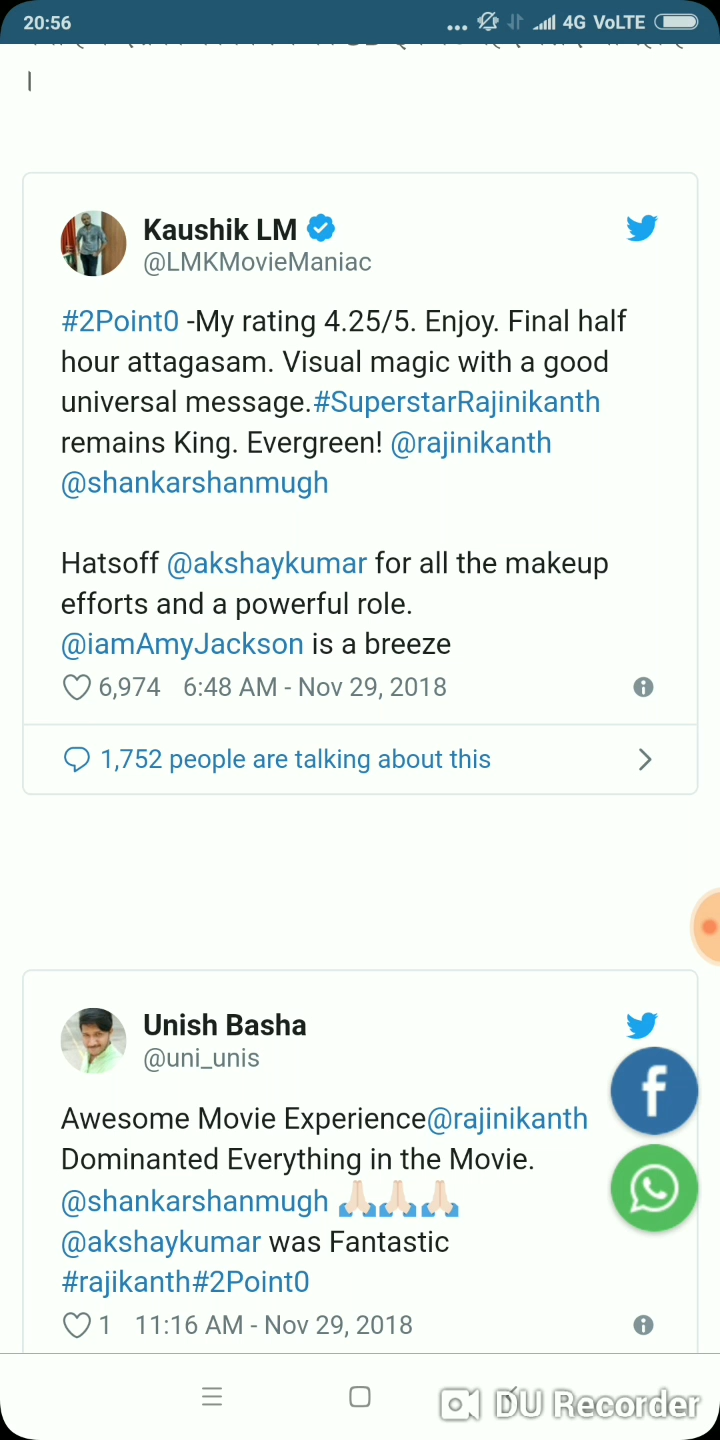 20:56
... 4G VoLTE
।
Kaushik LM
@LMKMovieManiac
#2Point0 -My rating 4.25/5. Enjoy. Final half
hour attagasam. Visual magic with a good
universal message.#SuperstarRajinikanth
remains King. Evergreen! @rajinikanth
@shankarshanmugh
Hatsoff @akshaykumar for all the makeup
efforts and a powerful role.
@iamAmyJackson is a breeze
6,974 6:48 AM - Nov 29, 2018
1,752 people are talking about this
Unish Basha
@uni_unis
Awesome Movie Experience@rajinikanth
Dominanted Everything in the Movie.
@shankarshanmugh 🙏🏻🙏🏻🙏🏻
@akshaykumar was Fantastic
#rajikanth#2Point0
1 11:16 AM - Nov 29, 2018
DU Recorder